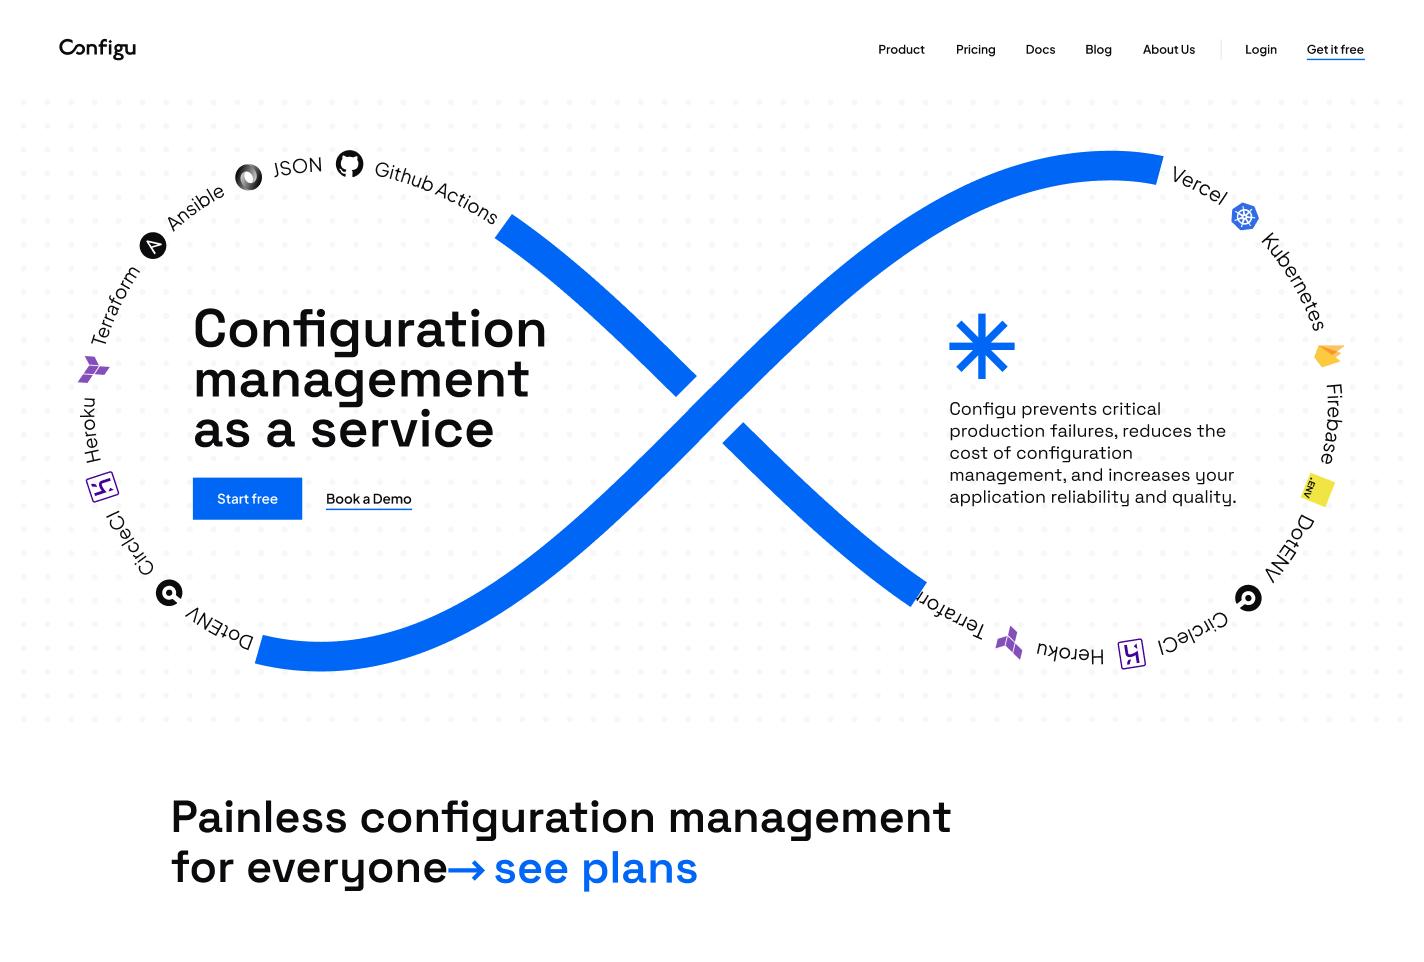 Configu
Product
Pricing
Docs
Blog
About Us
Login
Get it free
DotENV
CircleCI
Heroku
Terraform
Ansible
JSON
Github Actions
Configuration
management
as a service
Start free
Book a Demo
Vercel
Kubernetes
Firebase
.ENV
DotENV
CircleCI
Heroku
Configu prevents critical
production failures, reduces the
cost of configuration
management, and increases your
application reliability and quality.
Painless configuration management
for everyone→ see plans